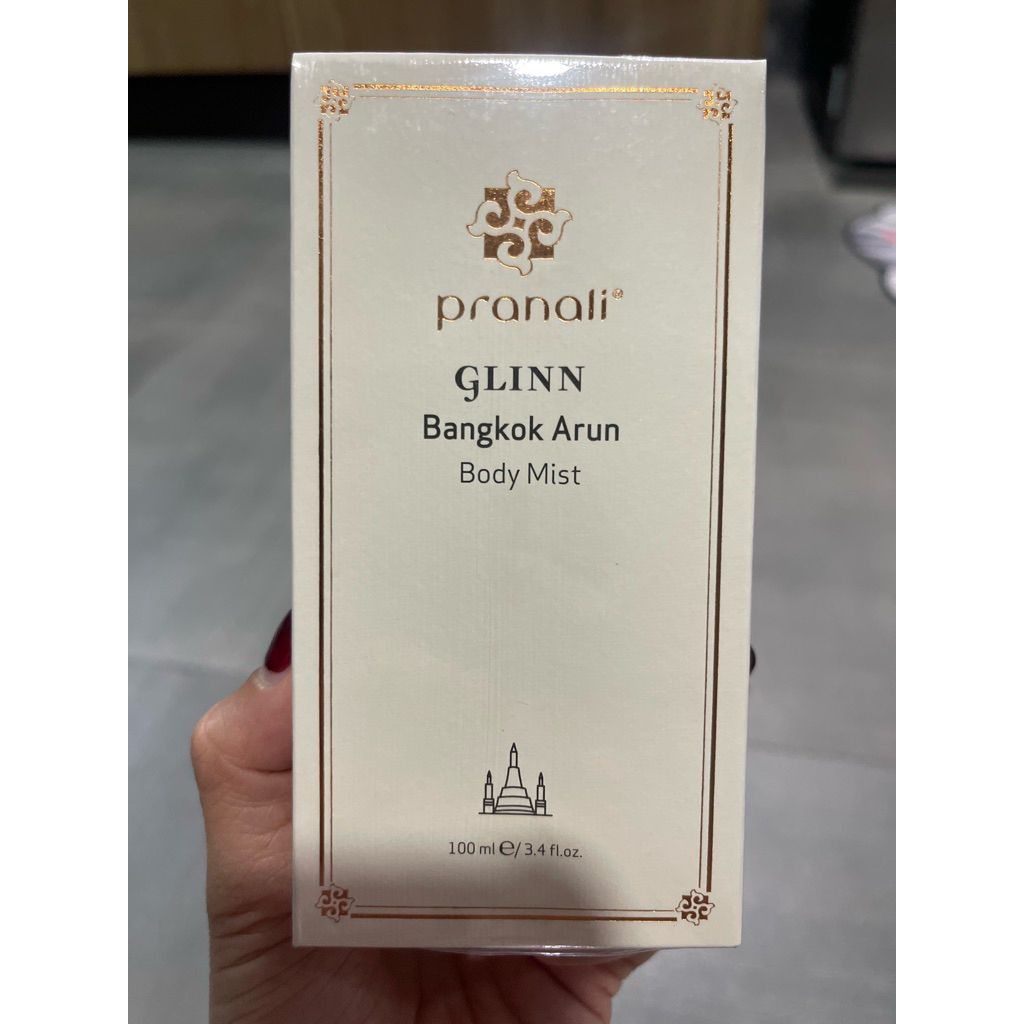 pranali®
GLINN
Bangkok Arun
Body Mist
100 ml ℮/ 3.4 fl.oz.